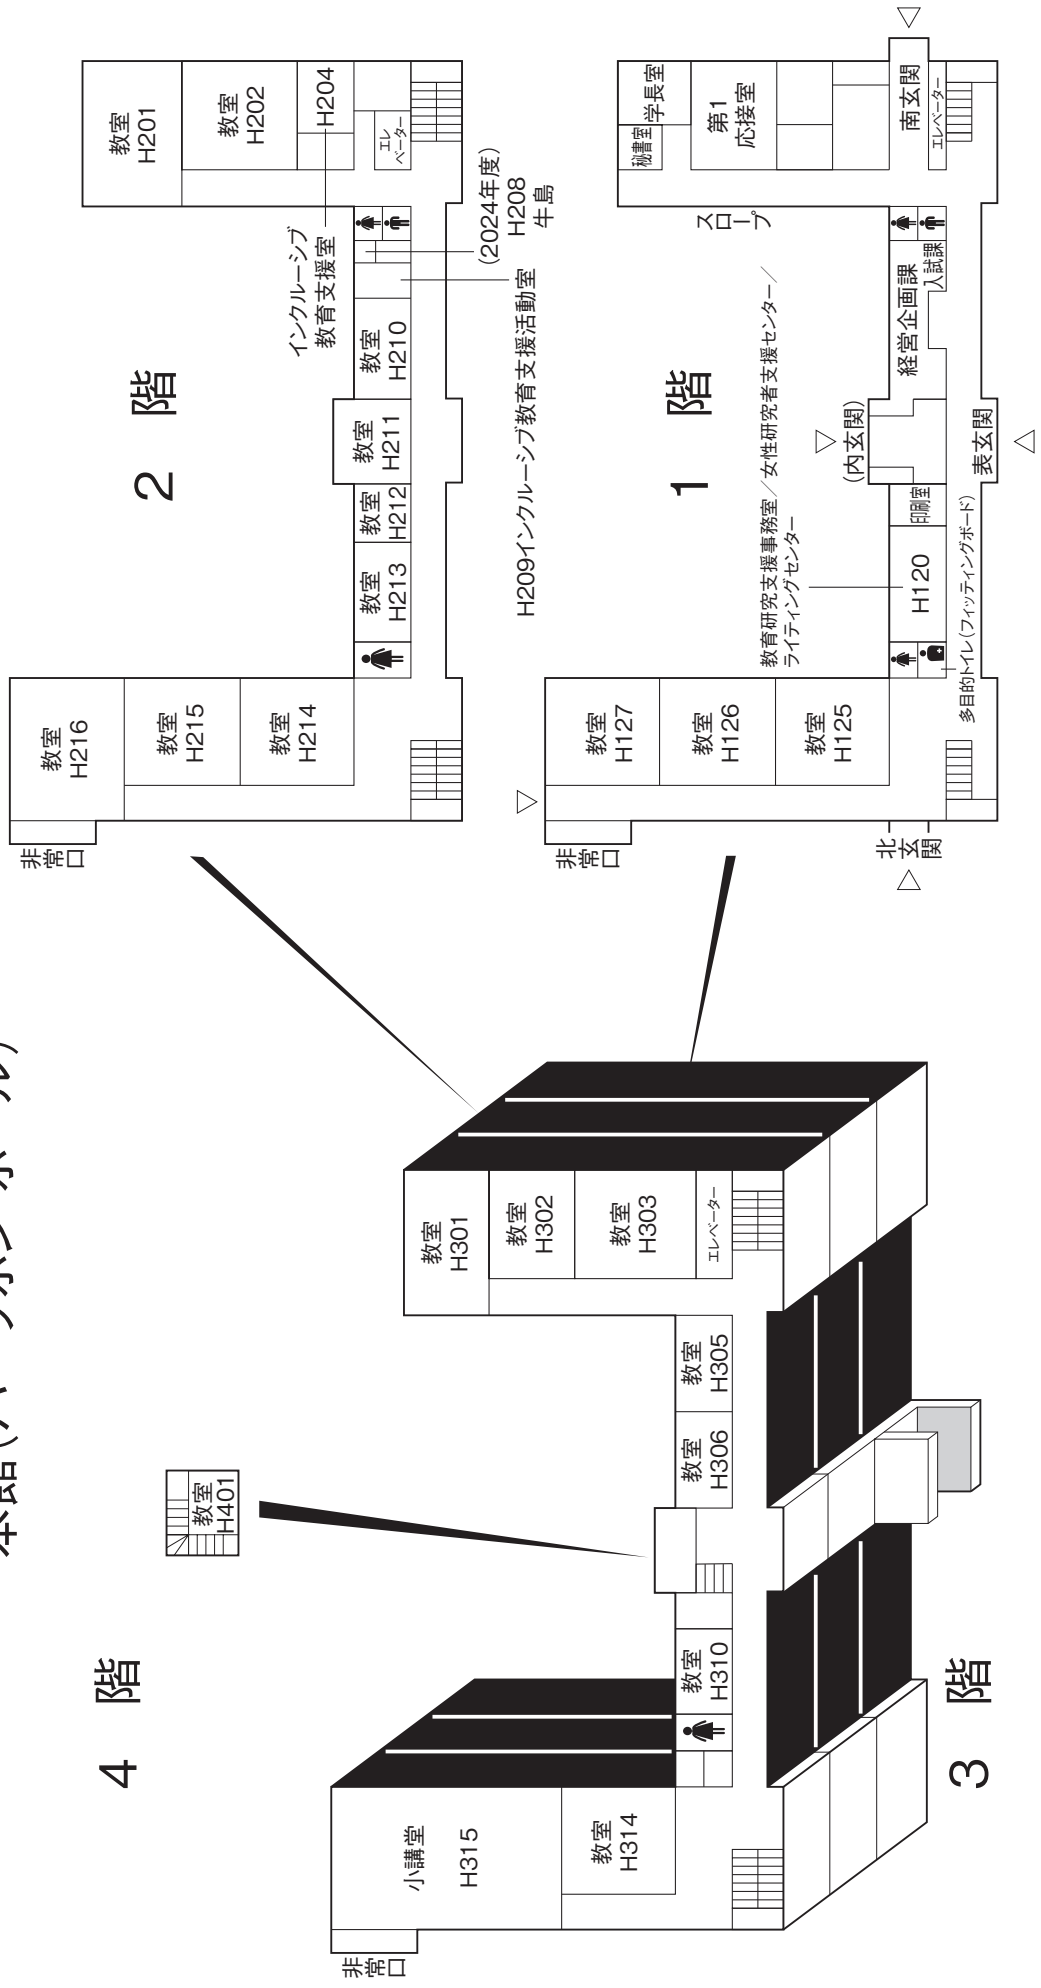 4 階
教室
H401
非常口
小講堂
H315
教室
H314
教室
H310
教室
H306
教室
H305
教室
H301
教室
H302
教室
H303
エレベーター
3 階
2 階
非常口
教室
H216
教室
H215
教室
H214
教室
H213
教室
H212
教室
H211
教室
H210
インクルーシブ
教育支援室
教室
H201
教室
H202
H204
エレ
ベーター
(2024年度)
H208
牛島
H209インクルーシブ教育支援活動室
1 階
非常口
教室
H127
教室
H126
教室
H125
北玄関
教育研究支援事務室／女性研究者支援センター／
ライティングセンター
H120
多目的トイレ(フィッティングボード)
印刷室
(内玄関)
表玄関
経営企画課
入試課
スロープ
秘書室
学長室
第1
応接室
南玄関
エレベーター